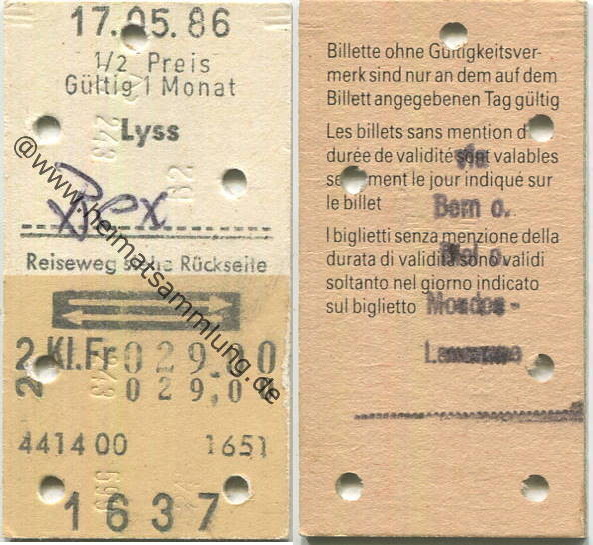 17.05.86
1/2 Preis
Gültig 1 Monat
Lyss
Bex
Reiseweg siehe Rückseite
2 Kl. Fr 029.00
029.00
441400 1651
1637
@www.heimatsammlung.de
Billette ohne Gültigkeitsver-
merk sind nur an dem auf dem
Billett angegebenen Tag gültig
Les billets sans mention d
durée de validité sont valables
seulement le jour indiqué sur
le billet
I biglietti senza menzione della
durata di validità sono validi
soltanto nel giorno indicato
sul biglietto
via
Bern o.
Lausanne